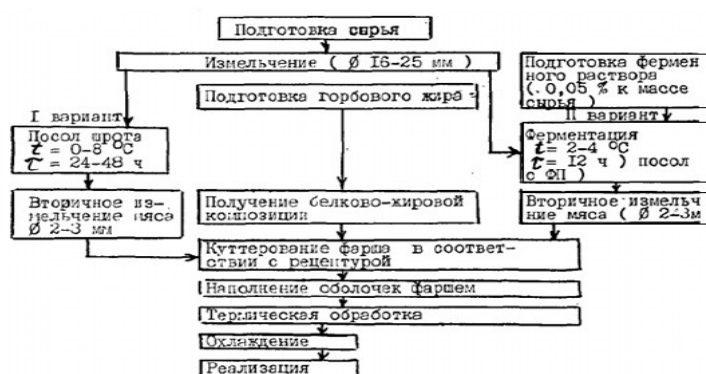 Подготовка сырья
Измельчение ( Ø 16-25 мм )
Подготовка фермен
ного раствора
(.0,05 % к массе
сырья )
Подготовка горбового жира
I вариант
II вариант
Посол шрота
t = 0-8 °C
τ = 24-48 ч
Ферментация
t= 2-4 °C
τ= 12 ч ) посол
с ФП )
Вторичное из-
мельчение мяса
Ø 2-3 мм
Получение белково-жировой
композиции
Вторичное измельч
ние мяса ( Ø 2-3м
Куттерование фарша в соответ-
ствии с рецептурой
Наполнение оболочек фаршем
Термическая обработка
Охлаждение
Реализация